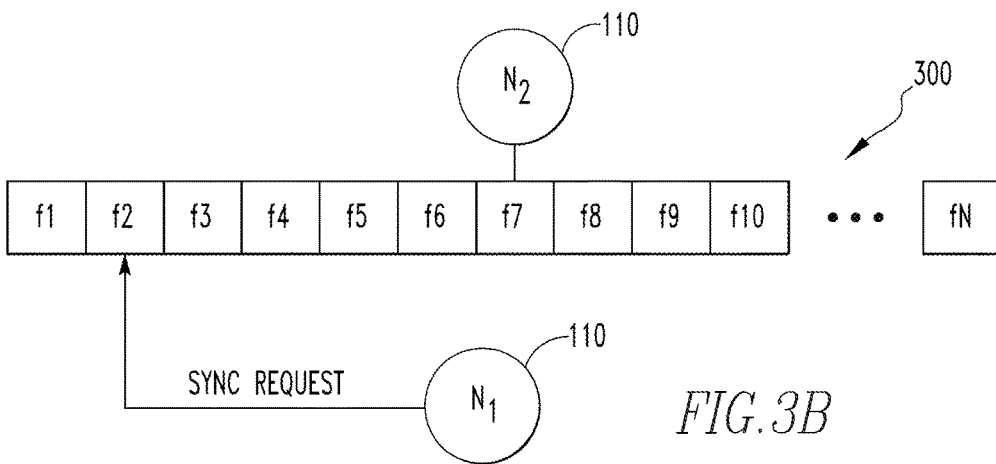 110
N2
300
f1 f2 f3 f4 f5 f6 f7 f8 f9 f10 ••• fN
110
SYNC REQUEST
N1
FIG.3B